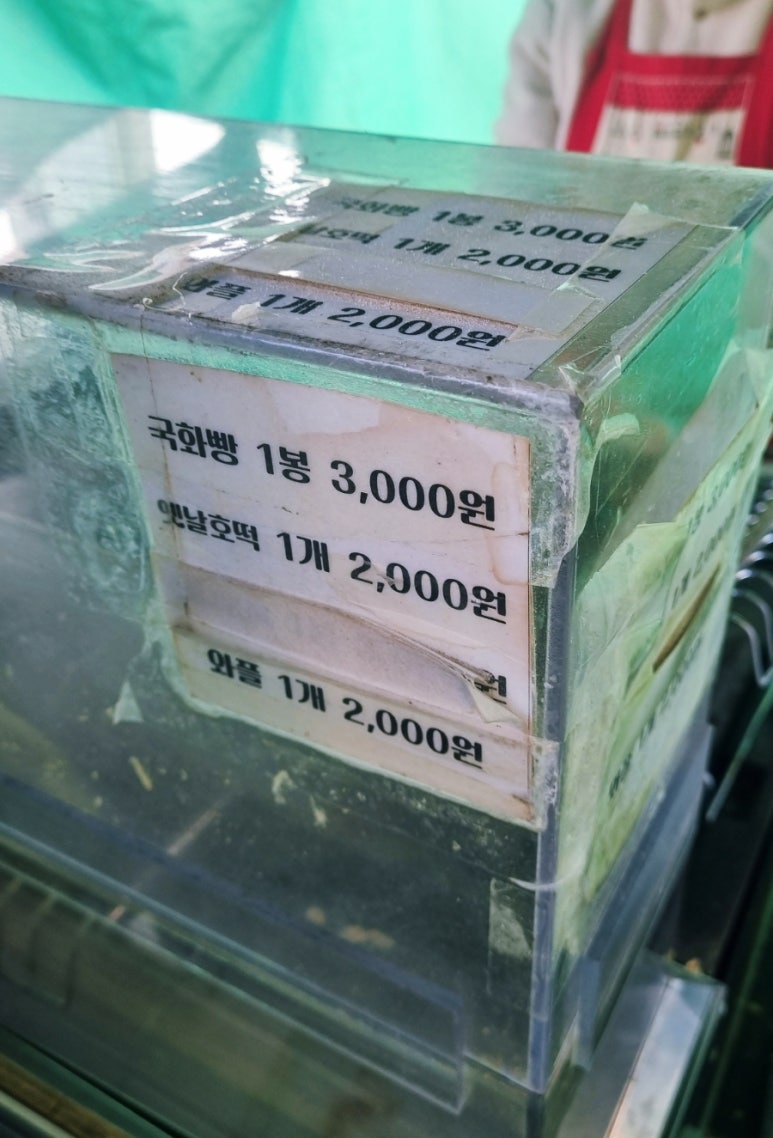 국화빵 1봉 3,000원
호떡 1개 2,000원
와플 1개 2,000원
국화빵 1봉 3,000원
옛날호떡 1개 2,000원
원
와플 1개 2,000원